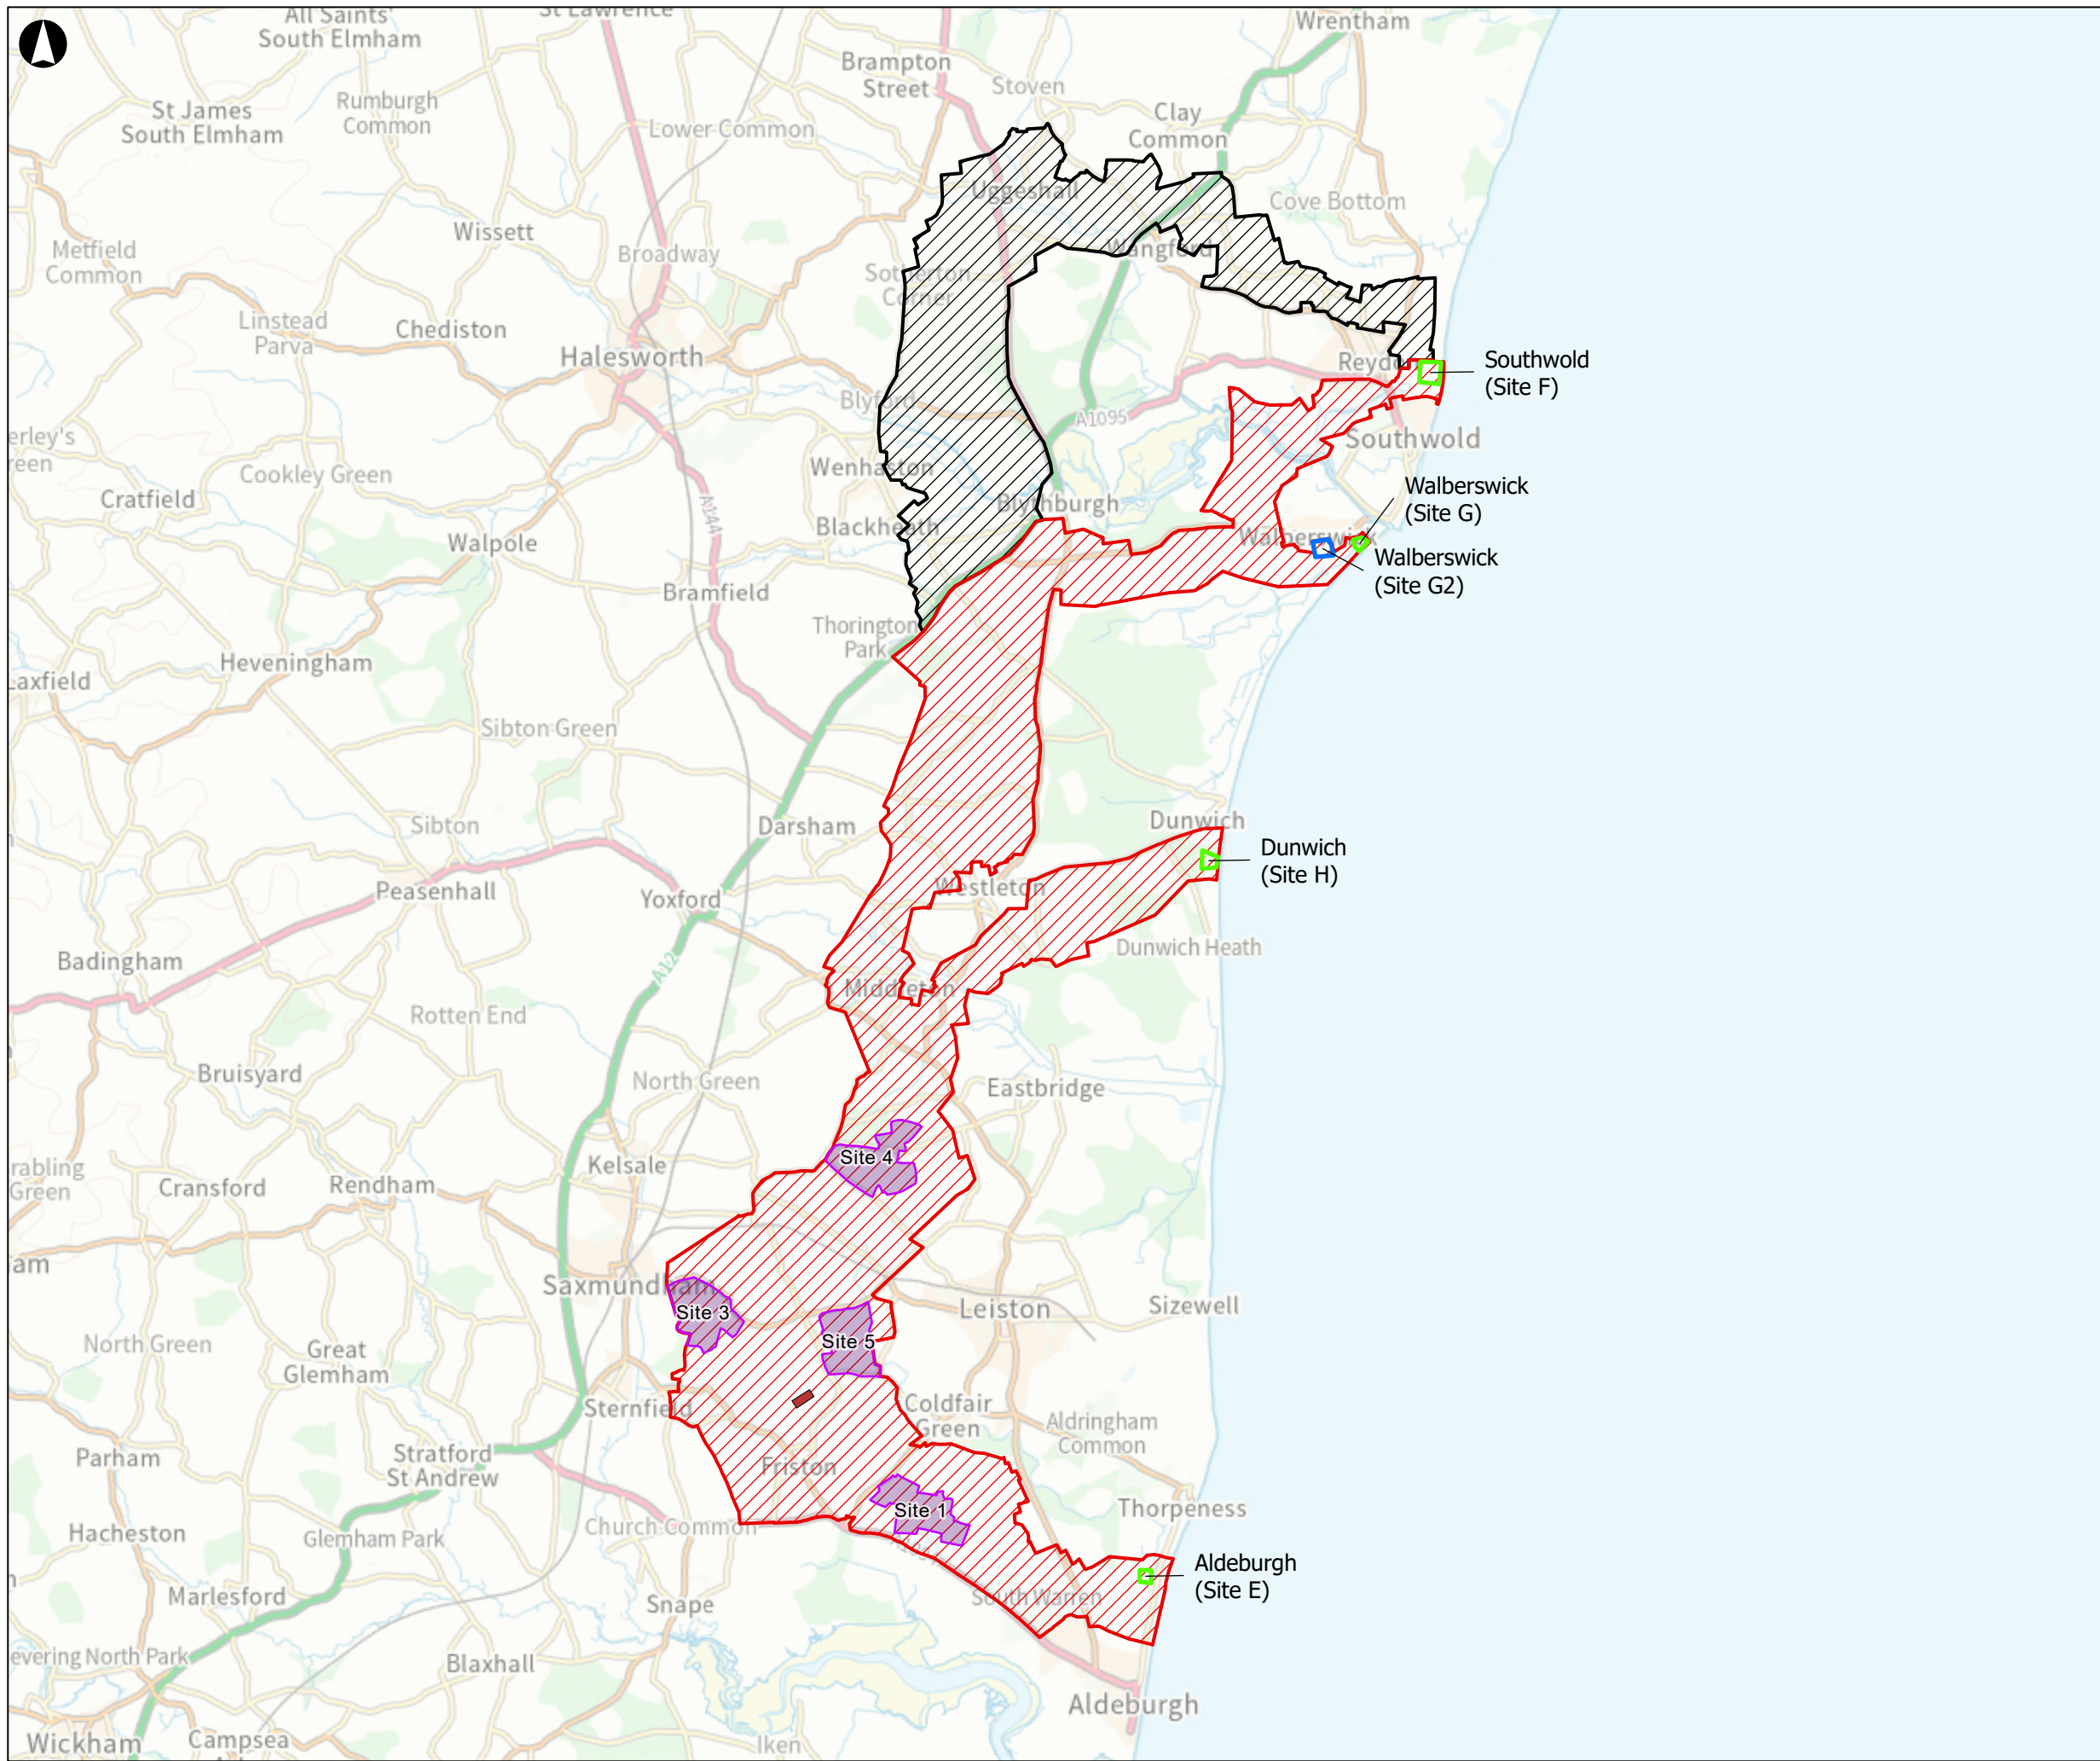 All Saints'
South Elmham
St Lawrence
Wrentham
Brampton
Street
Stoven
St James
South Elmham
Rumburgh
Common
Lower Common
Clay
Common
Uggeshall
Cove Bottom
Wissett
Metfield
Common
Broadway
Wangford
Sotherton
Corner
Linstead
Parva
Chediston
Halesworth
Reydon
Southwold
(Site F)
Blyford
A1095
Southwold
Cookley Green
Wenhaston
Cratfield
A144
Blythburgh
Walberswick
(Site G)
Blackheath
Walpole
Walberswick
Walberswick
(Site G2)
Bramfield
Thorington
Park
Heveningham
Laxfield
Sibton Green
Sibton
Darsham
Dunwich
Dunwich
(Site H)
Peasenhall
Yoxford
Westleton
Dunwich Heath
Badingham
A12
Middleton
Rotten End
Bruisyard
North Green
Eastbridge
Site 4
Kelsale
Cransford
Rendham
Green
Saxmundham
Site 3
Leiston
Sizewell
North Green
Great
Glemham
Site 5
Sternfield
Coldfair
Green
Aldringham
Common
Parham
Stratford
St Andrew
Friston
Site 1
Thorpeness
Hacheston
Glemham Park
Church Common
Aldeburgh
(Site E)
Marlesford
Snape
South Warren
evering North Park
Blaxhall
Aldeburgh
Wickham
Campsea
Iken